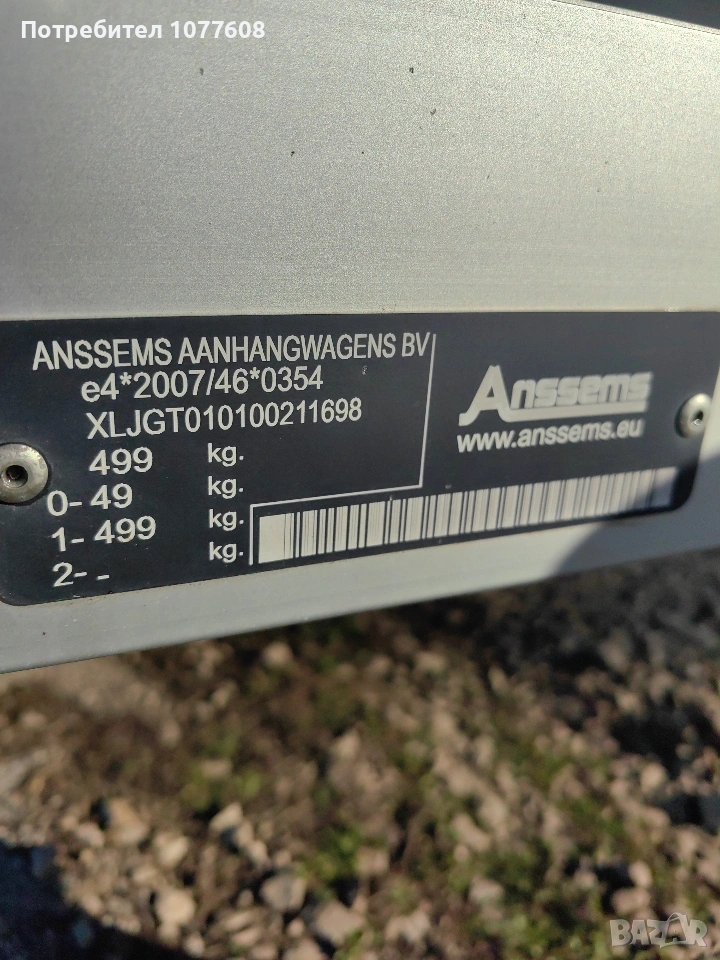 Потребител 1077608
ANSSEMS AANHANGWAGENS BV
e4*2007/46*0354
XLJGT010100211698
499 kg.
0- 49 kg.
1- 499 kg.
2- - kg.
Anssems
www.anssems.eu
BAZAR